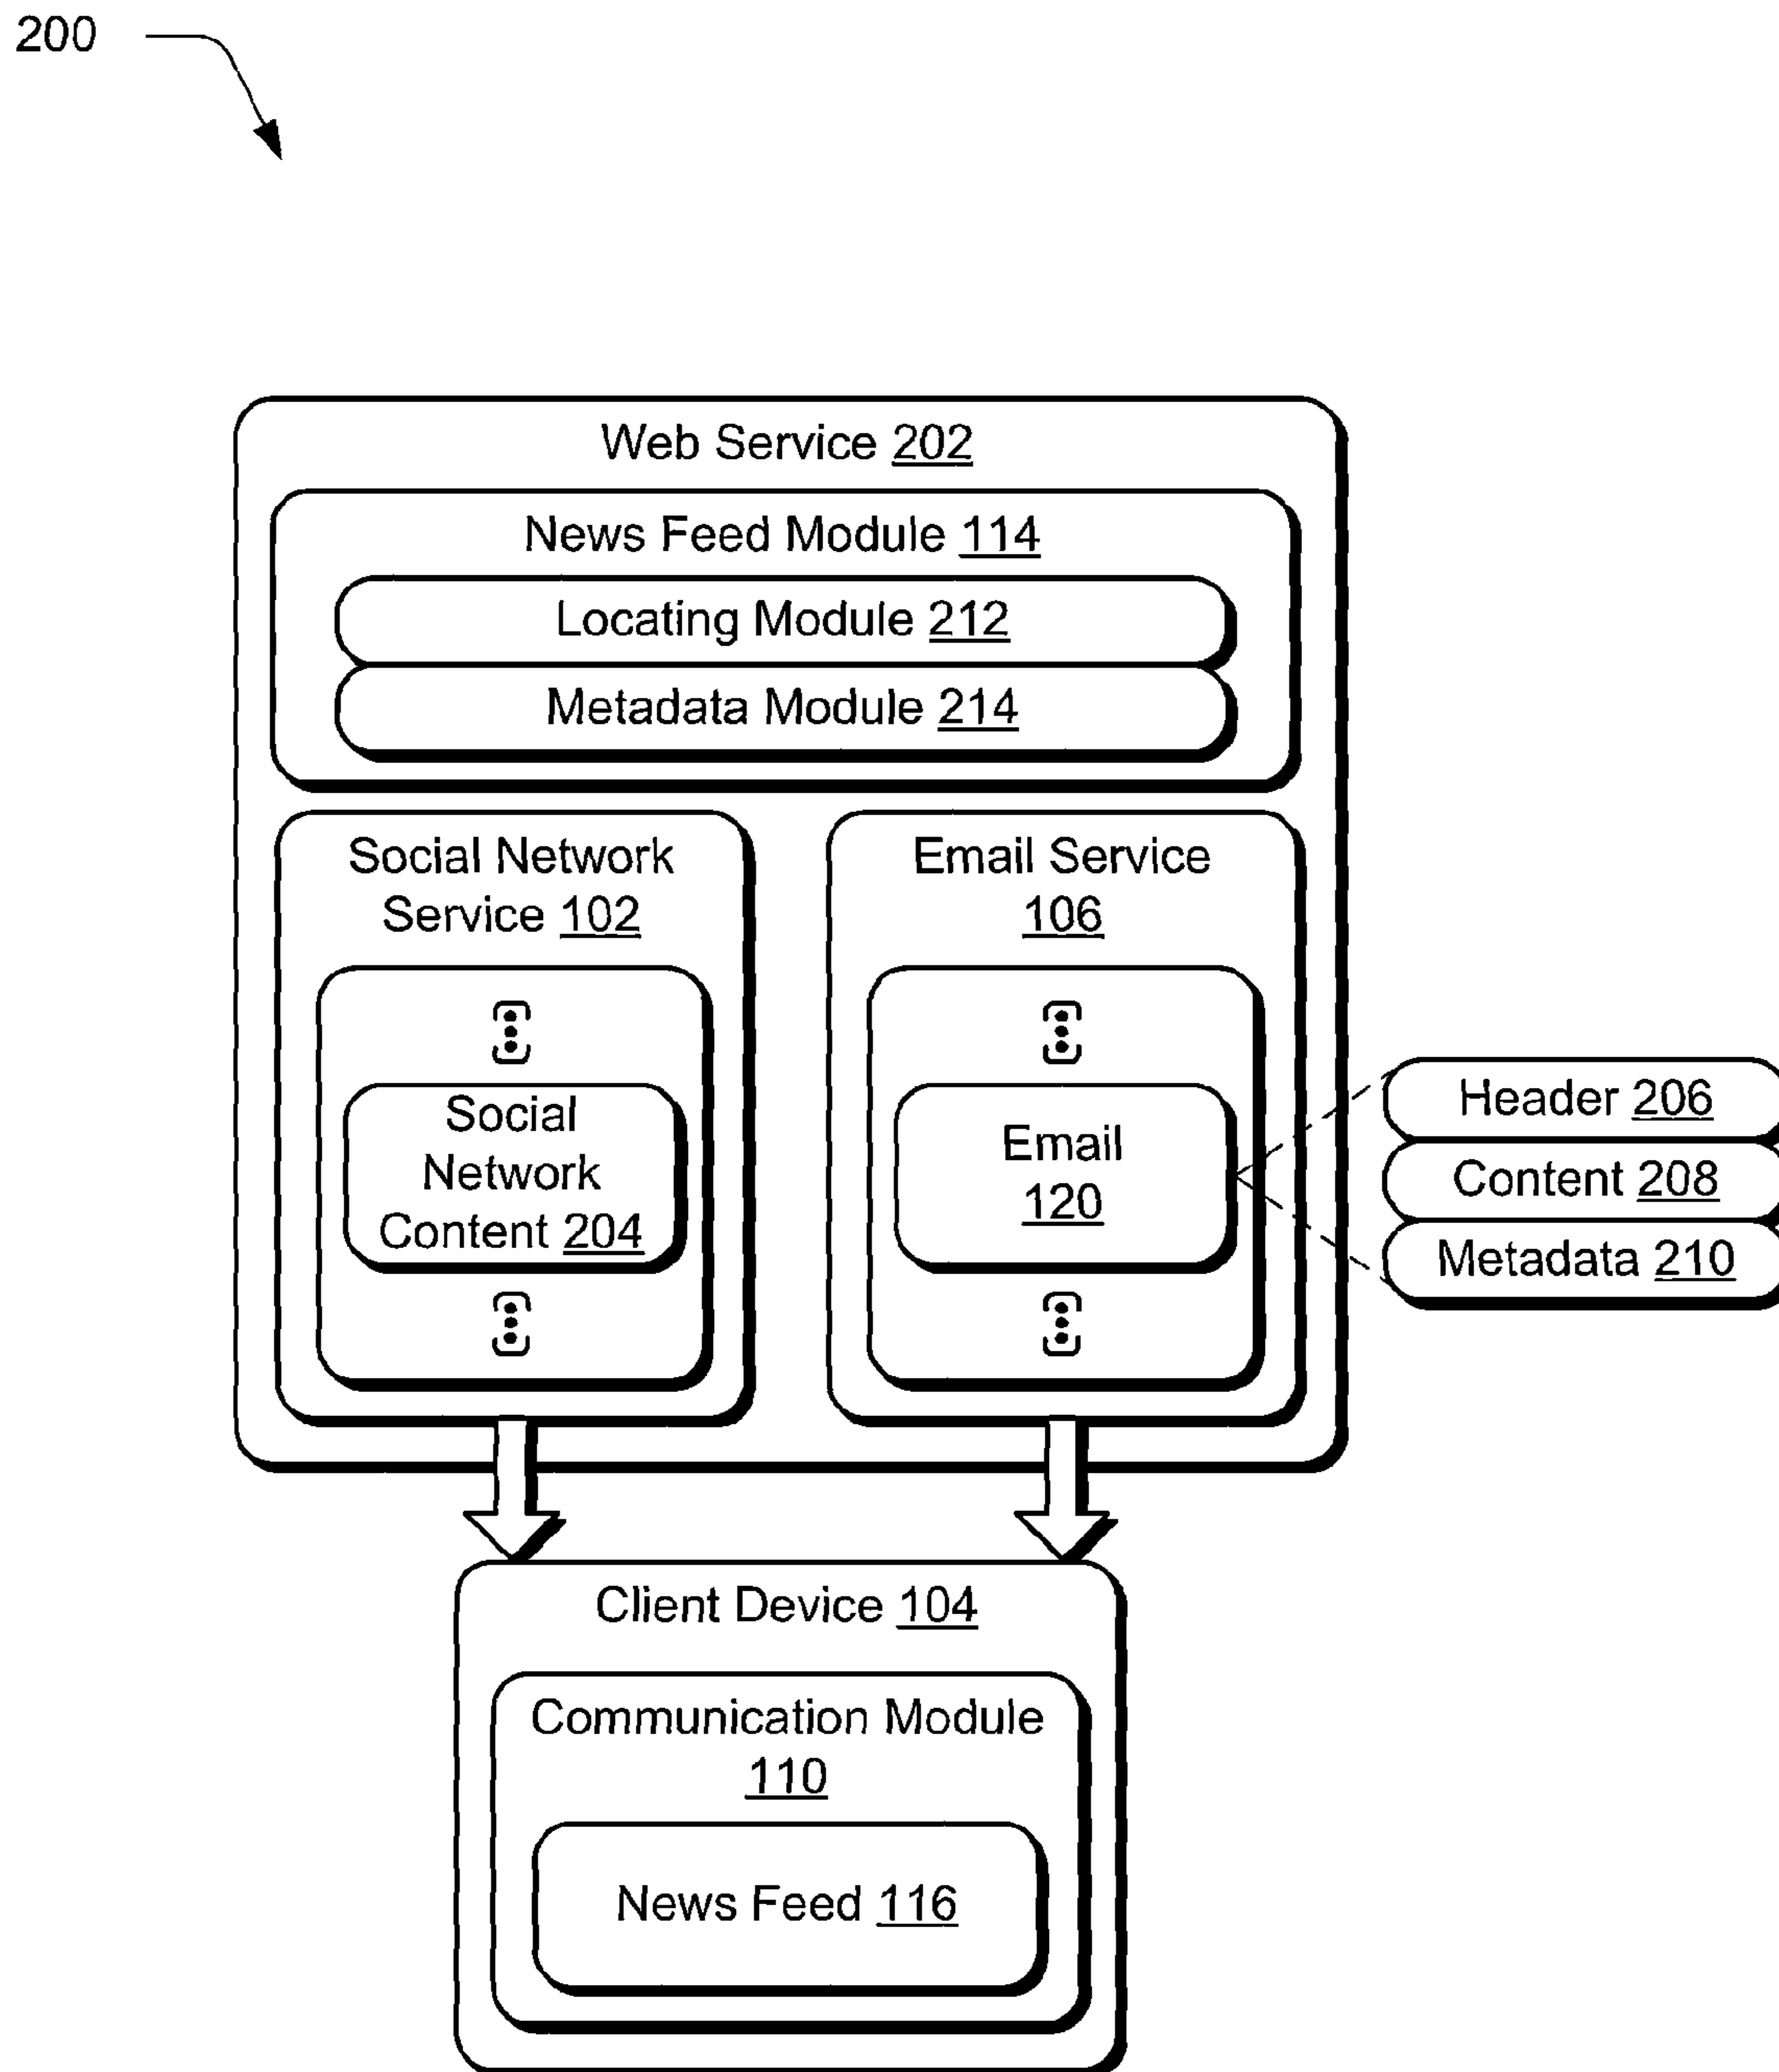 200
Web Service 202
News Feed Module 114
Locating Module 212
Metadata Module 214
Social Network
Service 102
Social
Network
Content 204
Email Service
106
Email
120
Header 206
Content 208
Metadata 210
Client Device 104
Communication Module
110
News Feed 116